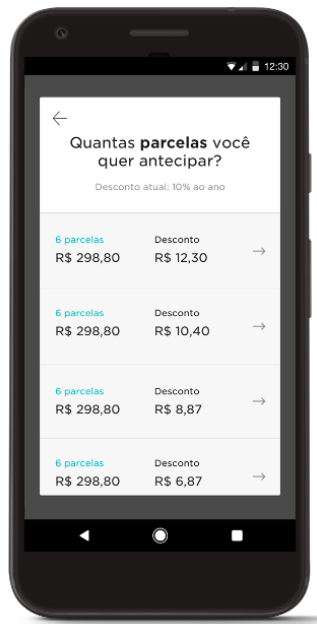 12:30
Quantas parcelas você
quer antecipar?
Desconto atual: 10% ao ano
6 parcelas Desconto
R$ 298,80 R$ 12,30
6 parcelas Desconto
R$ 298,80 R$ 10,40
6 parcelas Desconto
R$ 298,80 R$ 8,87
6 parcelas Desconto
R$ 298,80 R$ 6,87